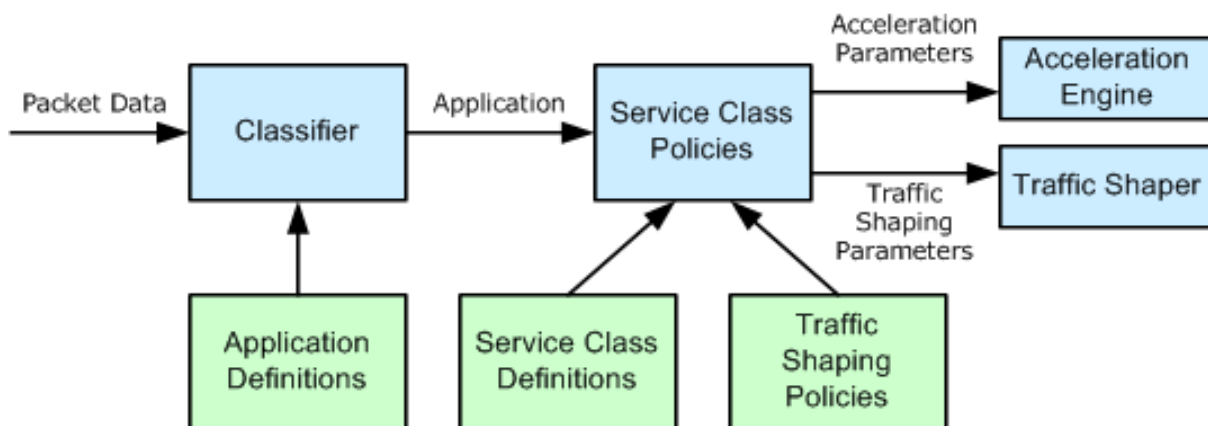 Packet Data
Classifier
Application
Service Class
Policies
Acceleration
Parameters
Acceleration
Engine
Traffic
Shaping
Parameters
Traffic Shaper
Application
Definitions
Service Class
Definitions
Traffic
Shaping
Policies